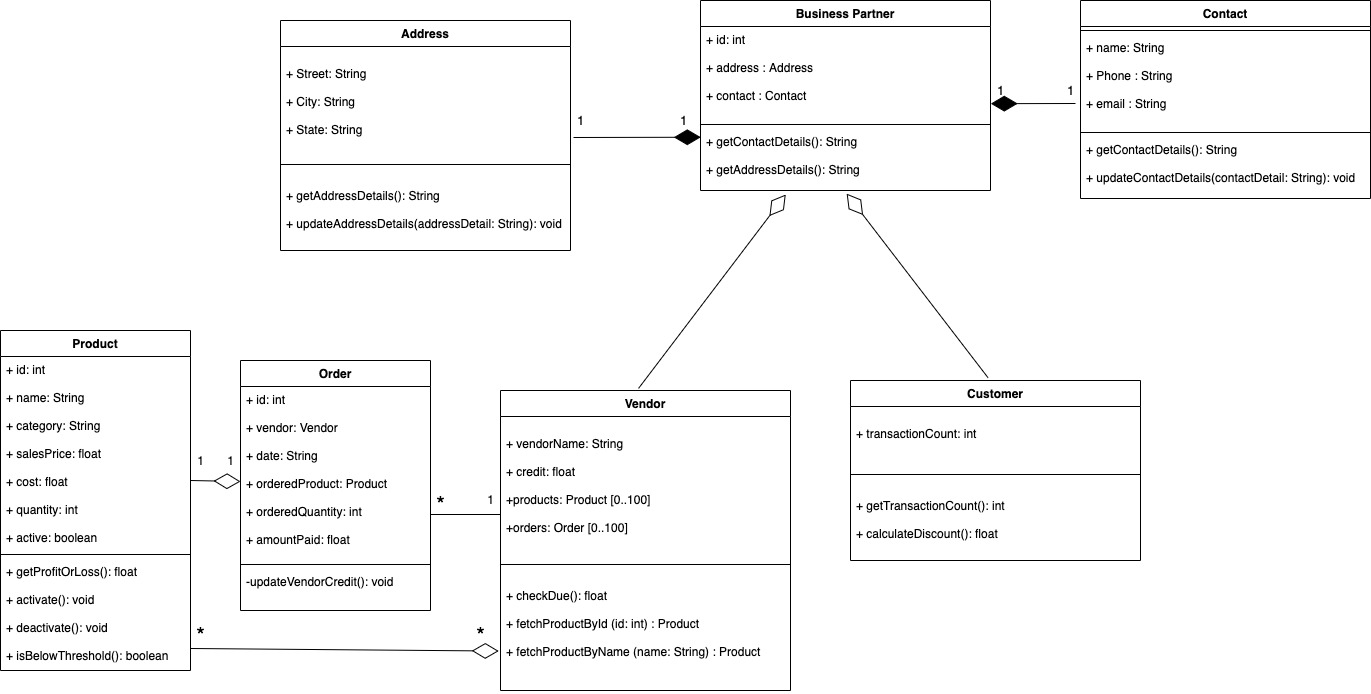 Address
+ Street: String
+ City: String
+ State: String
+ getAddressDetails(): String
+ updateAddressDetails(addressDetail: String): void
1
1
Business Partner
+ id: int
+ address : Address
+ contact : Contact
+ getContactDetails(): String
+ getAddressDetails(): String
1
1
Contact
+ name: String
+ Phone : String
+ email : String
+ getContactDetails(): String
+ updateContactDetails(contactDetail: String): void
Product
+ id: int
+ name: String
+ category: String
+ salesPrice: float
+ cost: float
+ quantity: int
+ active: boolean
+ getProfitOrLoss(): float
+ activate(): void
+ deactivate(): void
+ isBelowThreshold(): boolean
1
1
Order
+ id: int
+ vendor: Vendor
+ date: String
+ orderedProduct: Product
+ orderedQuantity: int
+ amountPaid: float
-updateVendorCredit(): void
*
1
*
*
Vendor
+ vendorName: String
+ credit: float
+products: Product [0..100]
+orders: Order [0..100]
+ checkDue(): float
+ fetchProductById (id: int) : Product
+ fetchProductByName (name: String) : Product
Customer
+ transactionCount: int
+ getTransactionCount(): int
+ calculateDiscount(): float